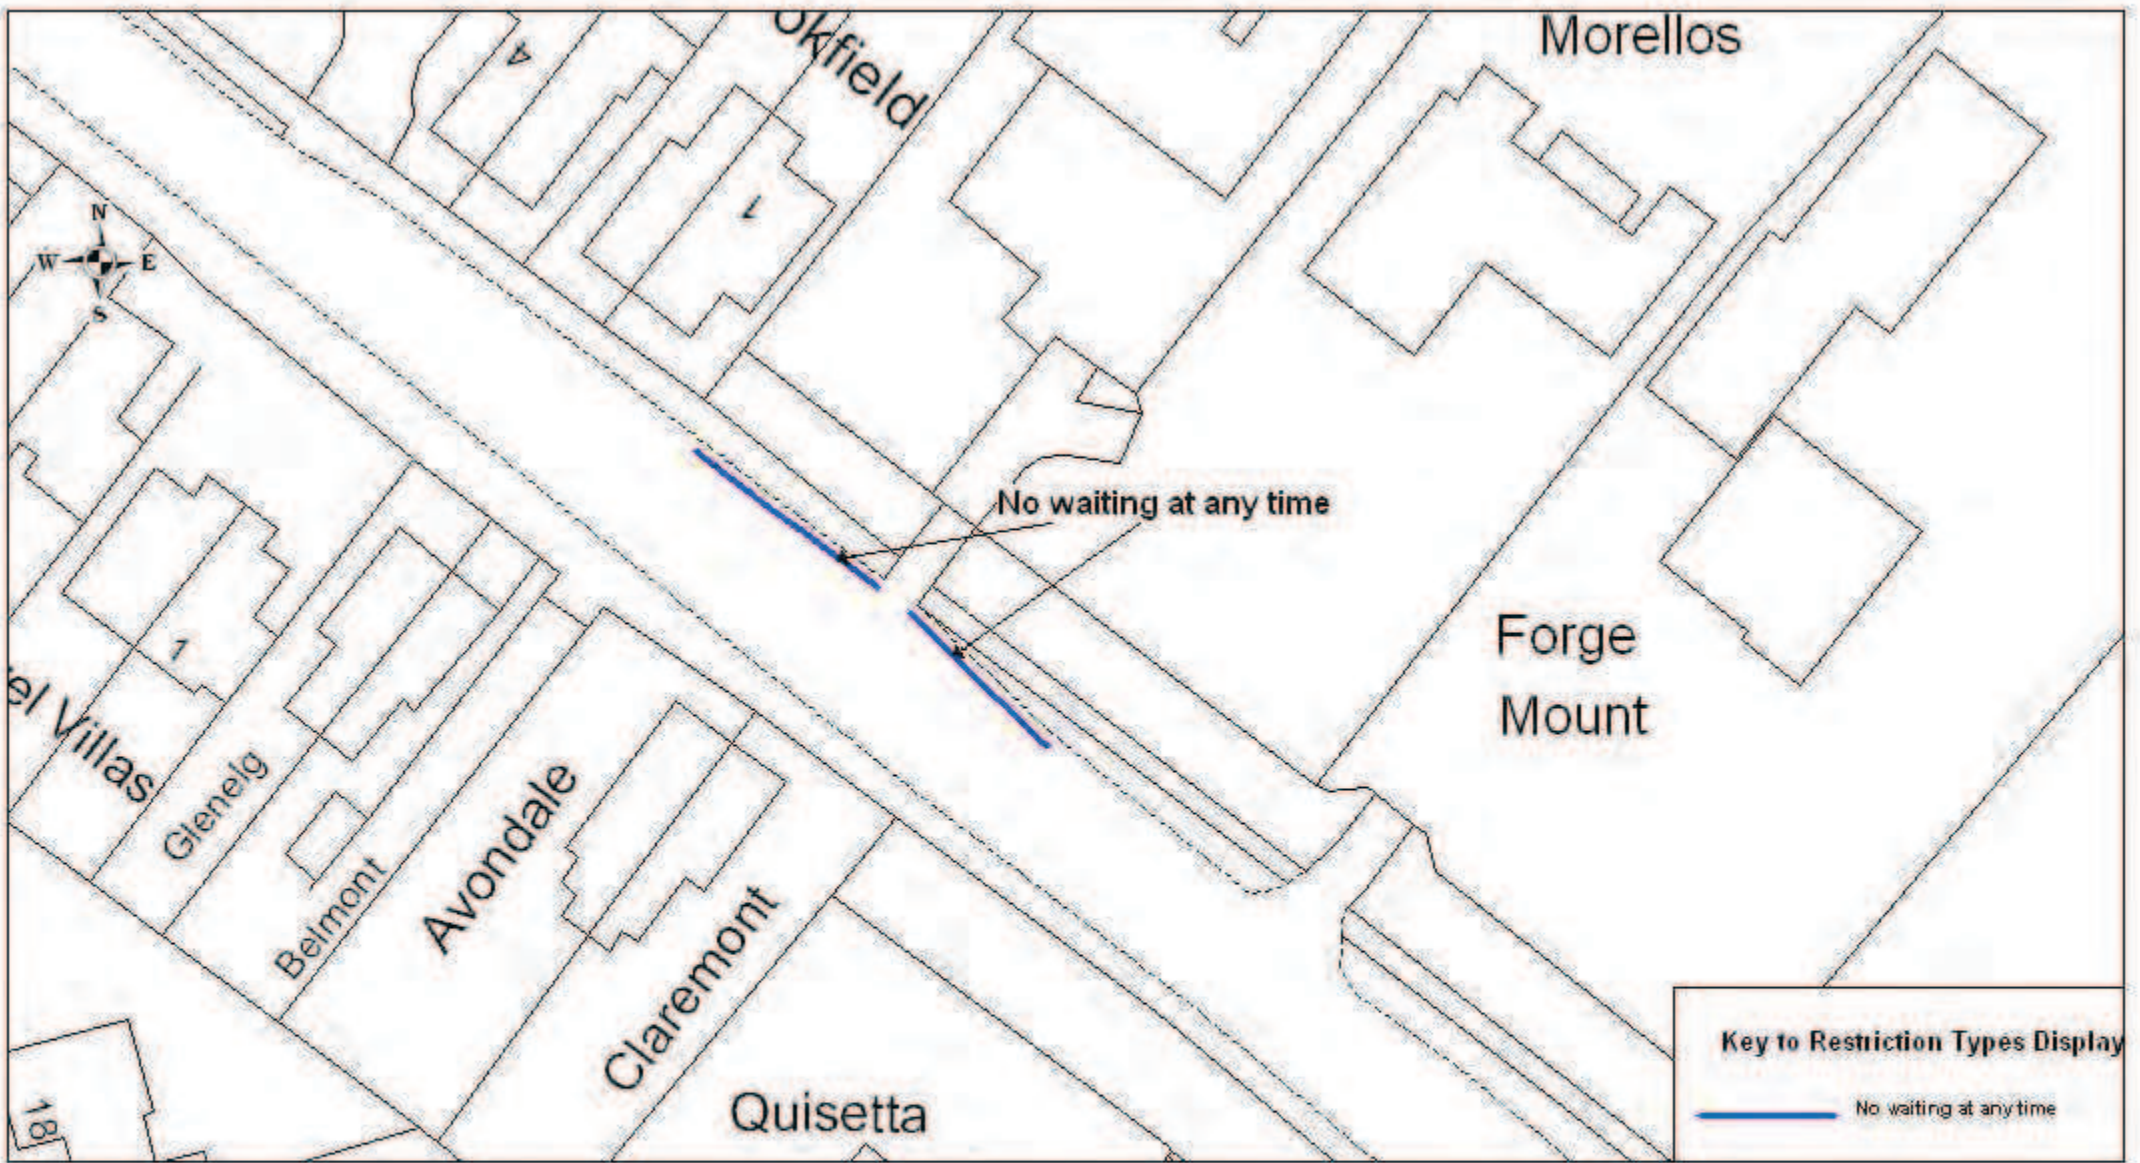 Morellos
okfield
4
1
N
W E
S
No waiting at any time
1
el Villas
Glenelg
Belmont
Avondale
Claremont
Quisetta
18
Forge
Mount
Key to Restriction Types Display
No waiting at any time